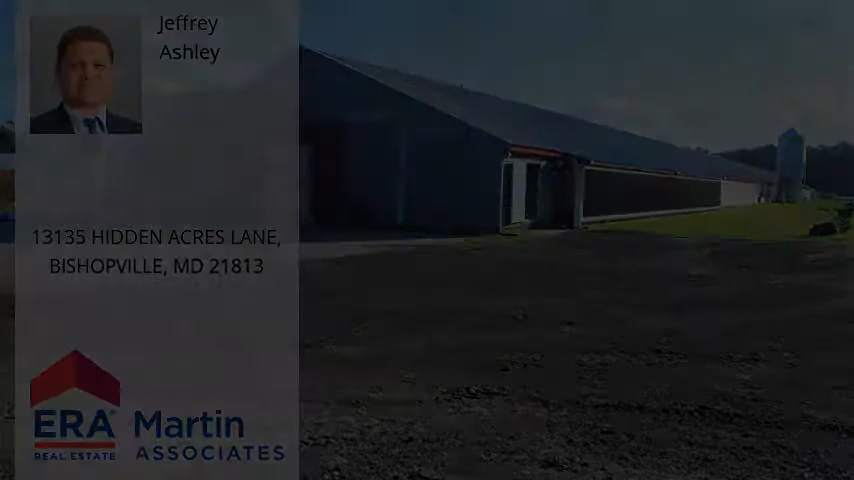 Jeffrey
Ashley
13135 HIDDEN ACRES LANE,
BISHOPVILLE, MD 21813
ERA
REAL ESTATE
Martin
ASSOCIATES